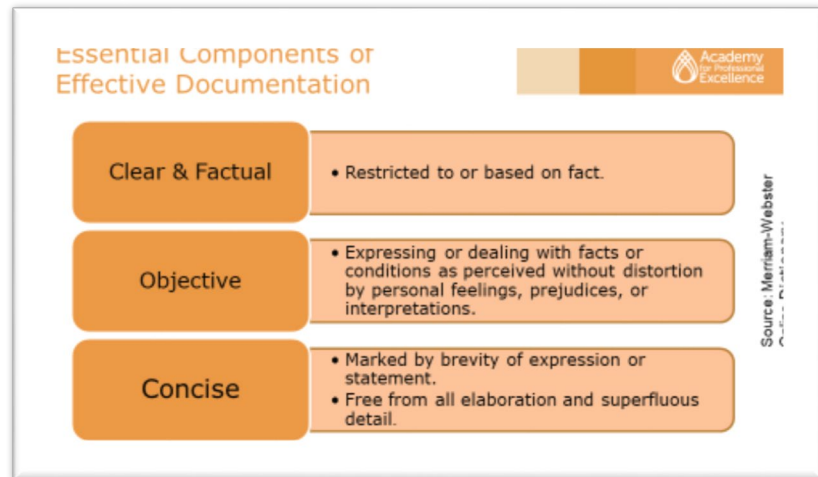 Essential Components of
Effective Documentation
Academy
for Professional
Excellence
Clear & Factual
• Restricted to or based on fact.
Objective
• Expressing or dealing with facts or
conditions as perceived without distortion
by personal feelings, prejudices, or
interpretations.
Concise
• Marked by brevity of expression or
statement.
• Free from all elaboration and superfluous
detail.
Source: Merriam-Webster
Online Dictionary